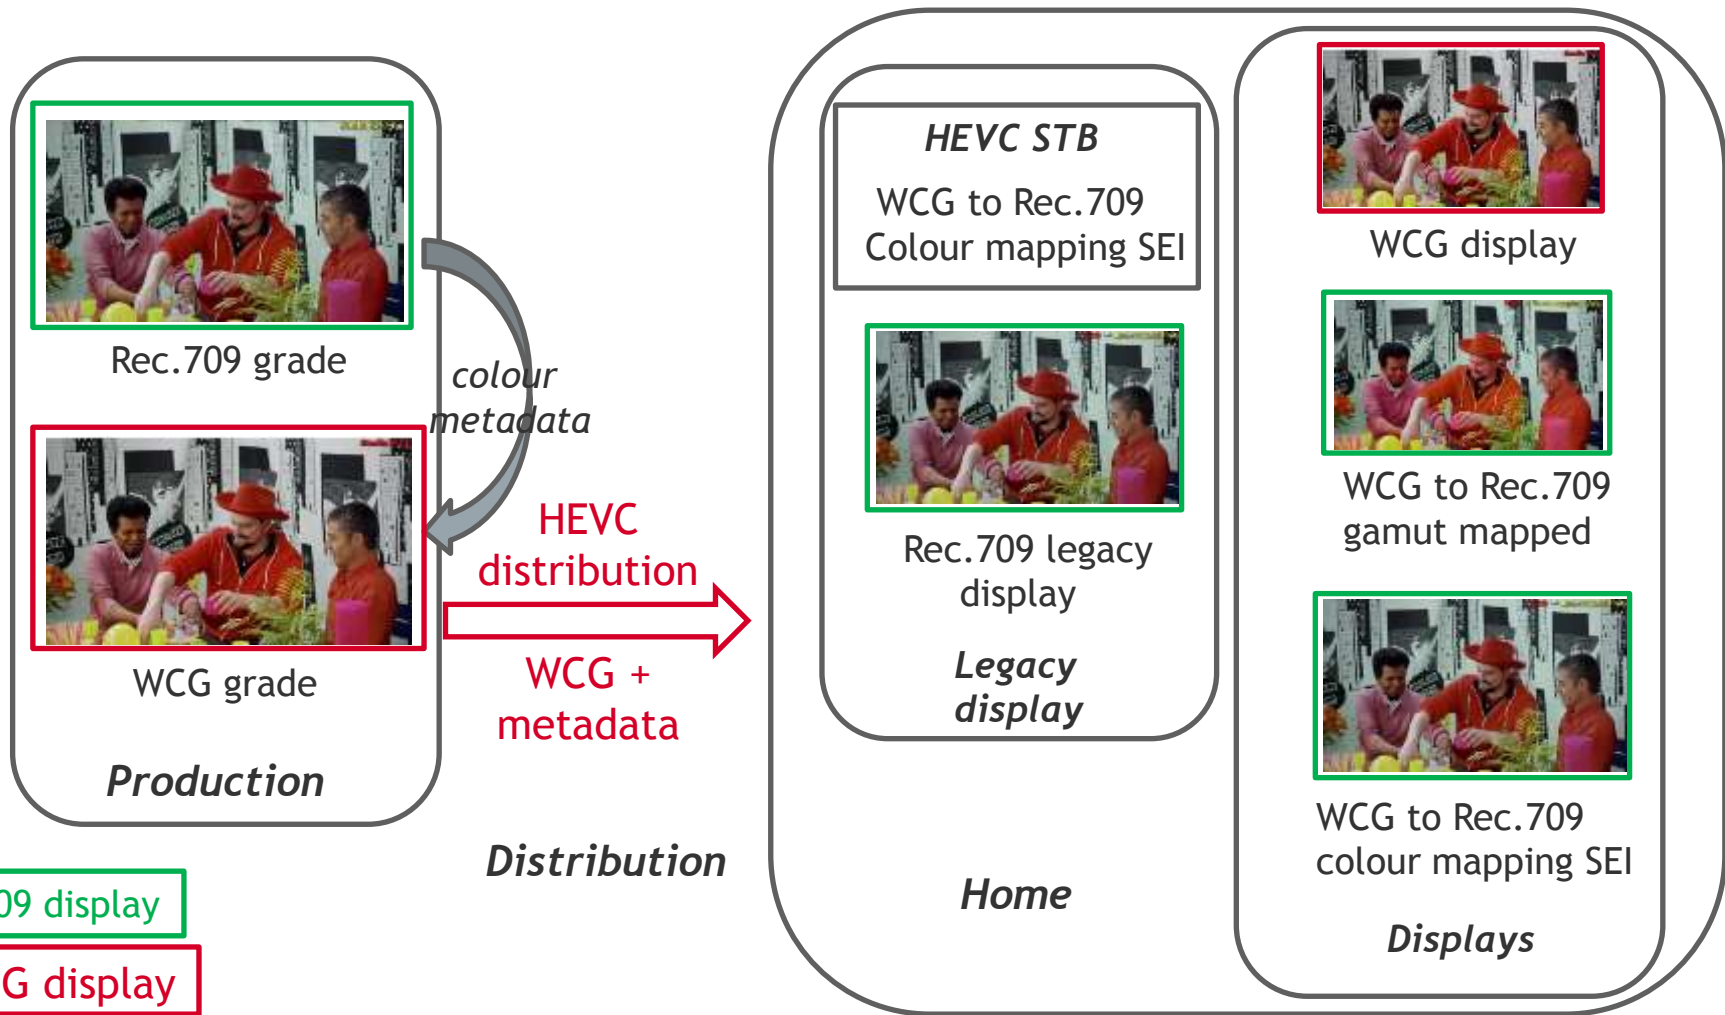 Rec.709 grade
colour
metadata
WCG grade
Production
HEVC
distribution
WCG +
metadata
Distribution
09 display
G display
HEVC STB
WCG to Rec.709
Colour mapping SEI
Rec.709 legacy
display
Legacy
display
Home
WCG display
WCG to Rec.709
gamut mapped
WCG to Rec.709
colour mapping SEI
Displays